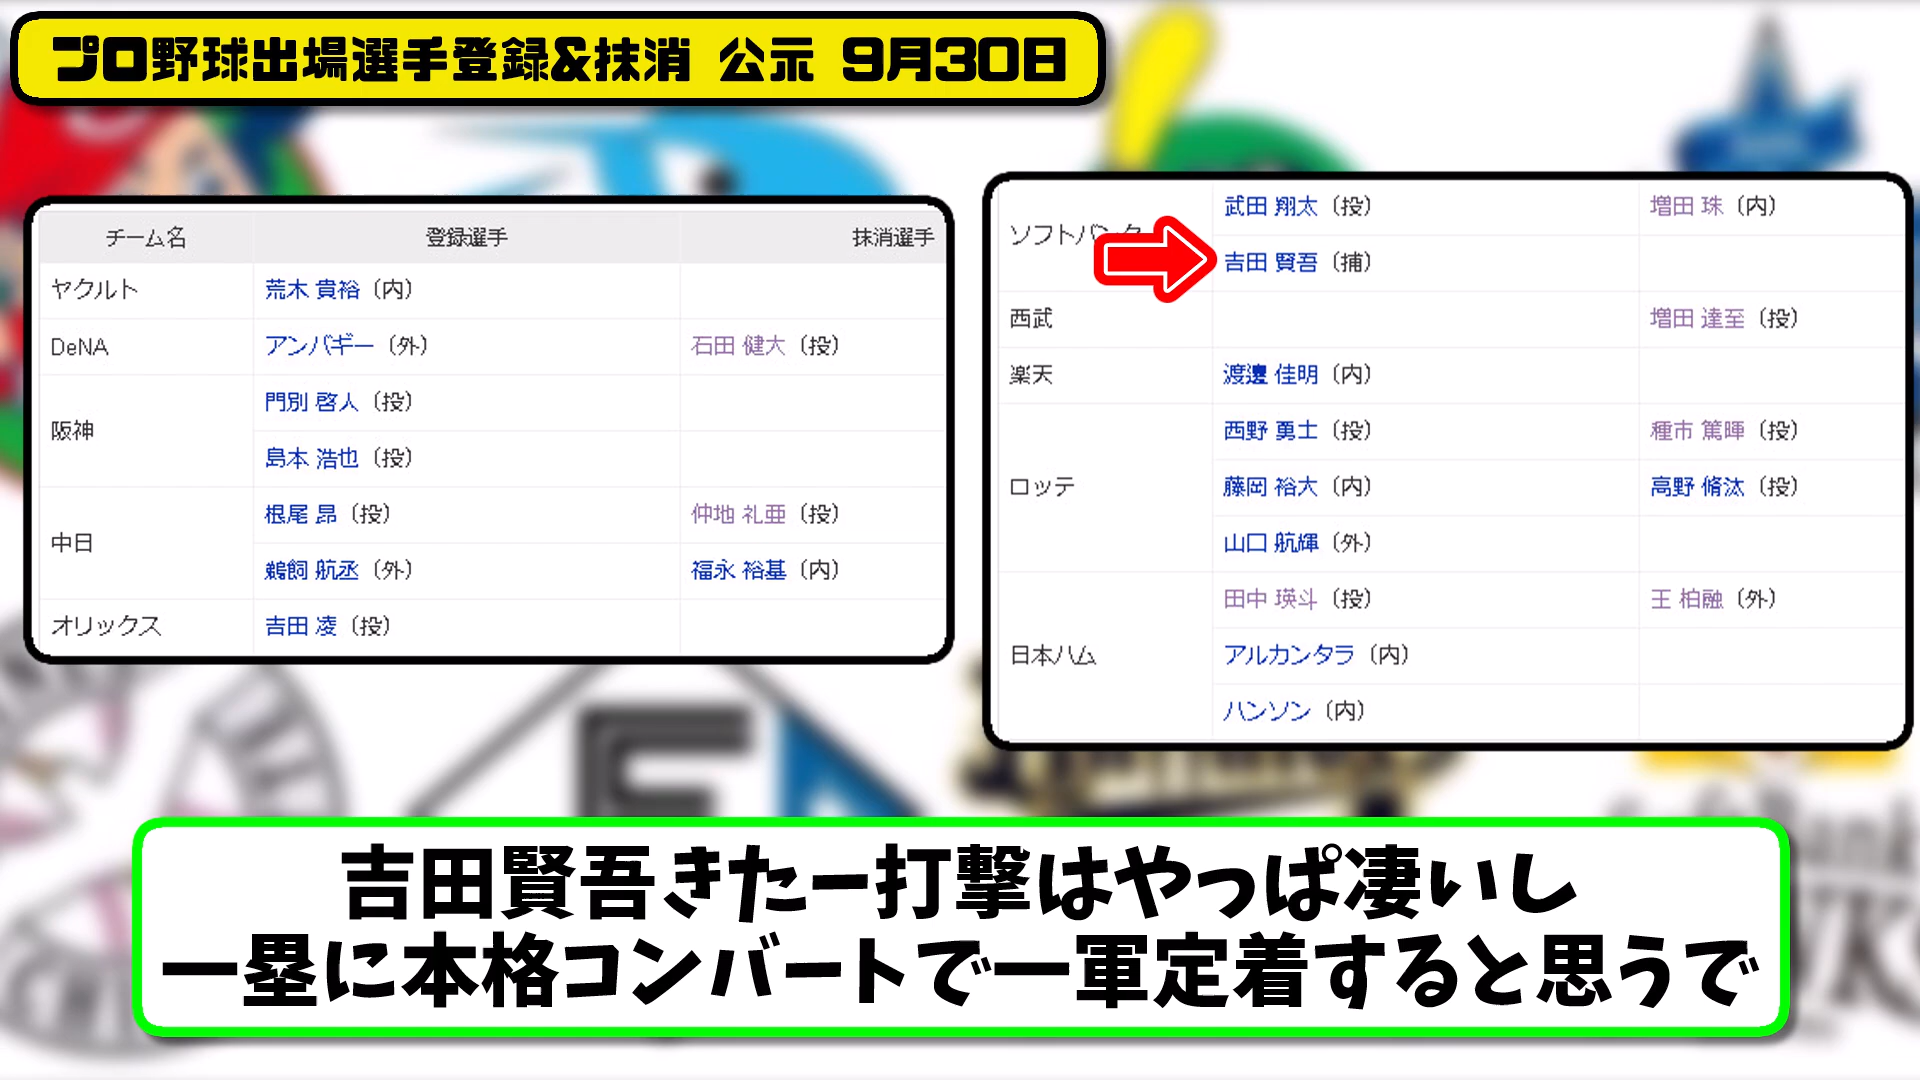 プロ野球出場選手登録&抹消 公示 9月30日
チーム名 登録選手 抹消選手
ヤクルト 荒木 貴裕（内）
DeNA アンバギー（外） 石田 健大（投）
阪神 門別 啓人（投）
島本 浩也（投）
中日 根尾 昂（投） 仲地 礼亜（投）
鵜飼 航丞（外） 福永 裕基（内）
オリックス 吉田 凌（投）
ソフトバンク 武田 翔太（投） 増田 珠（内）
吉田 賢吾（捕）
西武 増田 達至（投）
楽天 渡邊 佳明（内）
ロッテ 西野 勇士（投） 種市 篤暉（投）
藤岡 裕大（内） 高野 脩汰（投）
山口 航輝（外）
日本ハム 田中 瑛斗（投） 王 柏融（外）
アルカンタラ（内）
ハンソン（内）
吉田賢吾きたー打撃はやっぱ凄いし
一塁に本格コンバートで一軍定着すると思うで